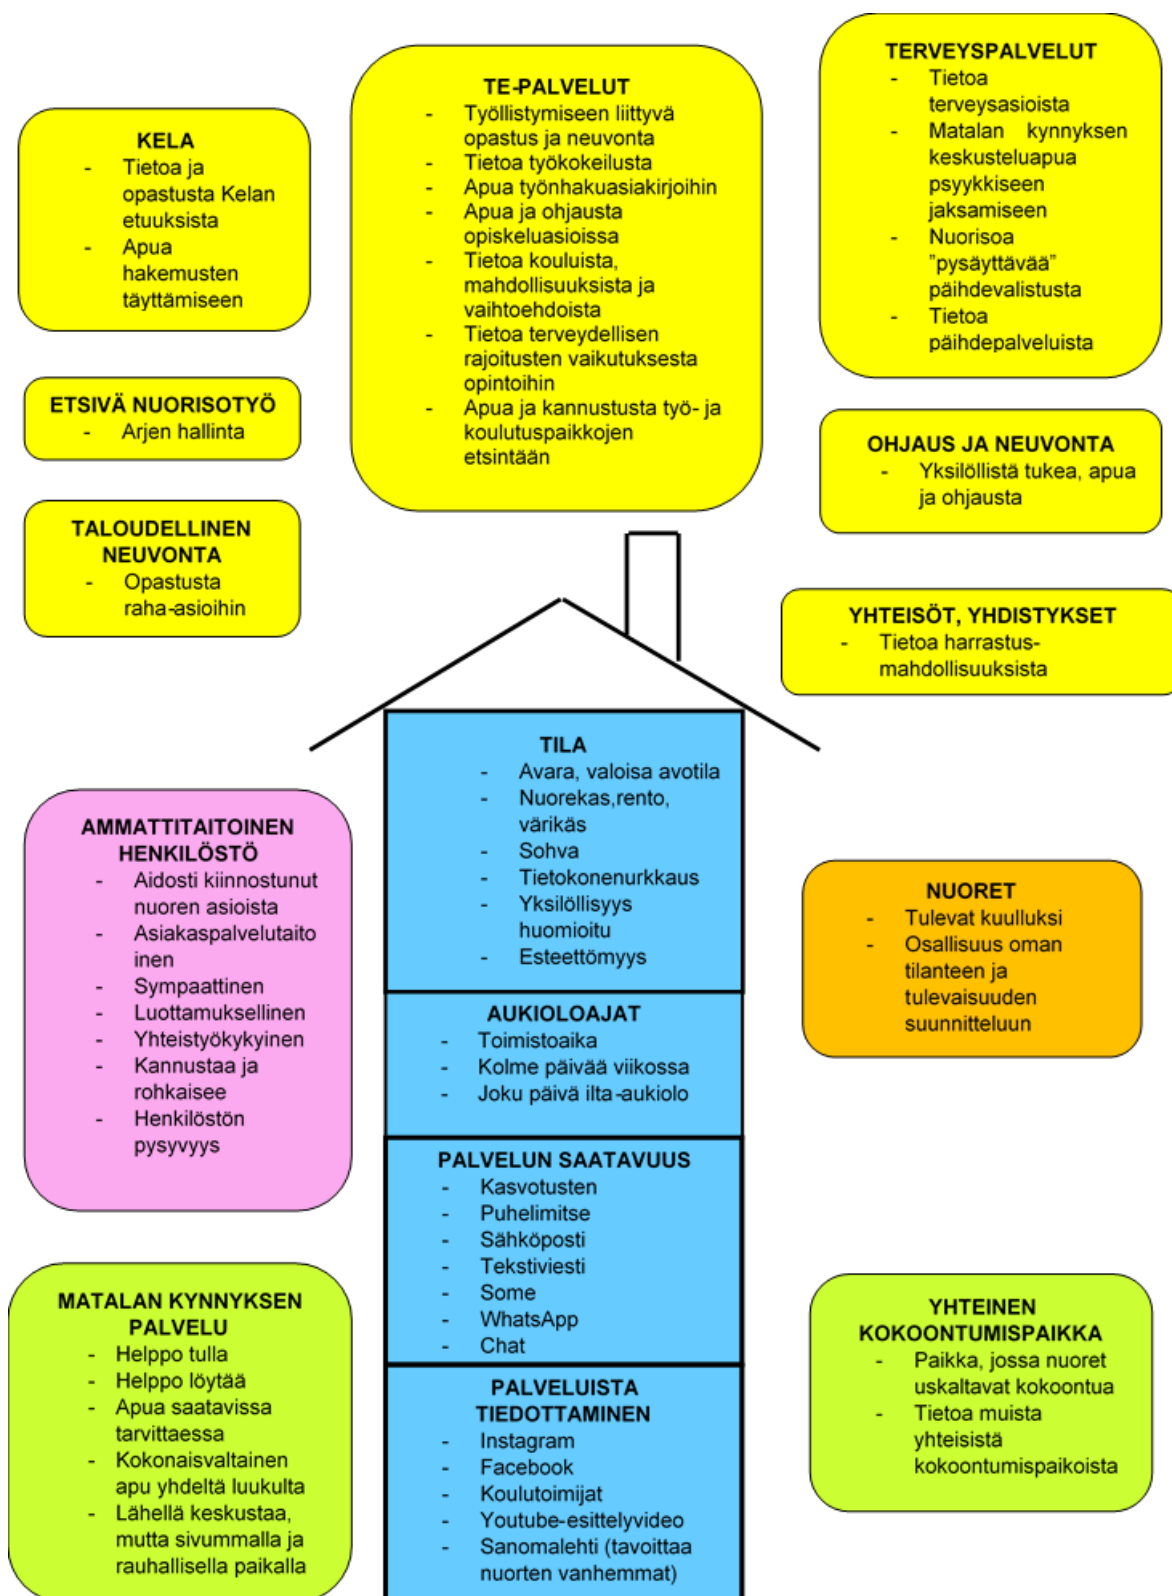 KELA
- Tietoa ja
opastusta Kelan
etuuksista
- Apua
hakemusten
täyttämiseen
TE-PALVELUT
- Työllistymiseen liittyvä
opastus ja neuvonta
- Tietoa työkokeilusta
- Apua työnhakuasiakirjoihin
- Apua ja ohjausta
opiskeluasioissa
- Tietoa kouluista,
mahdollisuuksista ja
vaihtoehdoista
- Tietoa terveydellisen
rajoitusten vaikutuksesta
opintoihin
- Apua ja kannustusta työ- ja
koulutuspaikkojen
etsintään
TERVEYSPALVELUT
- Tietoa
terveysasioista
- Matalan kynnyksen
keskusteluapua
psyykkiseen
jaksamiseen
- Nuorisoa
”pysäyttävää”
päihdevalistusta
- Tietoa
päihdepalveluista
ETSIVÄ NUORISOTYÖ
- Arjen hallinta
OHJAUS JA NEUVONTA
- Yksilöllistä tukea, apua
ja ohjausta
TALOUDELLINEN
NEUVONTA
- Opastusta
raha-asioihin
YHTEISÖT, YHDISTYKSET
- Tietoa harrastus-
mahdollisuuksista
TILA
- Avara, valoisa avotila
- Nuorekas,rento,
värikäs
- Sohva
- Tietokonenurkkaus
- Yksilöllisyys
huomioitu
- Esteettömyys
AMMATTITAITOINEN
HENKILÖSTÖ
- Aidosti kiinnostunut
nuoren asioista
- Asiakaspalvelutaito
inen
- Sympaattinen
- Luottamuksellinen
- Yhteistyökykyinen
- Kannustaa ja
rohkaisee
- Henkilöstön
pysyvyys
NUORET
- Tulevat kuulluksi
- Osallisuus oman
tilanteen ja
tulevaisuuden
suunnitteluun
AUKIOLOAJAT
- Toimistoaika
- Kolme päivää viikossa
- Joku päivä ilta-aukiolo
PALVELUN SAATAVUUS
- Kasvotusten
- Puhelimitse
- Sähköposti
- Tekstiviesti
- Some
- WhatsApp
- Chat
MATALAN KYNNYKSEN
PALVELU
- Helppo tulla
- Helppo löytää
- Apua saatavissa
tarvittaessa
- Kokonaisvaltainen
apu yhdeltä luukulta
- Lähellä keskustaa,
mutta sivummalla ja
rauhallisella paikalla
YHTEINEN
KOKOONTUMISPAIKKA
- Paikka, jossa nuoret
uskaltavat kokoontua
- Tietoa muista
yhteisistä
kokoontumispaikoista
PALVELUISTA
TIEDOTTAMINEN
- Instagram
- Facebook
- Koulutoimijat
- Youtube-esittelyvideo
- Sanomalehti (tavoittaa
nuorten vanhemmat)